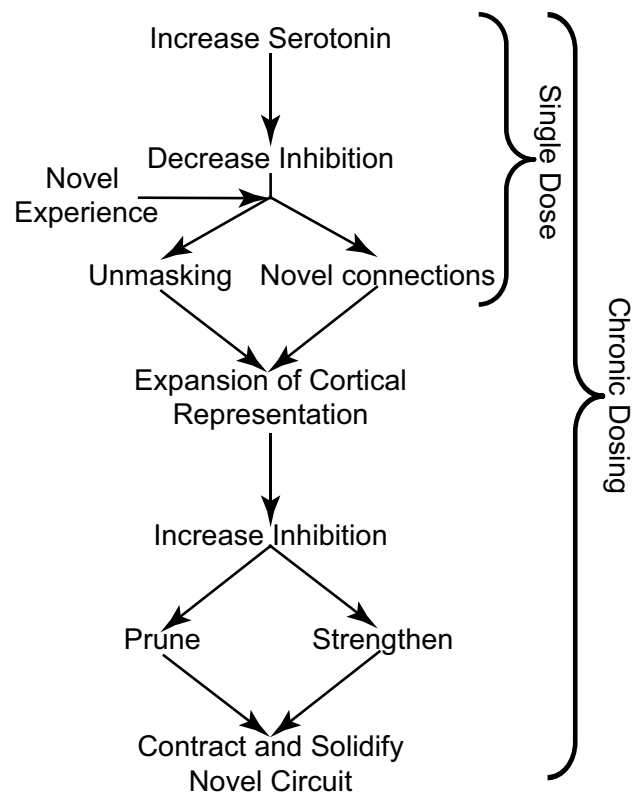 Increase Serotonin
Decrease Inhibition
Novel
Experience
Unmasking
Novel connections
Expansion of Cortical
Representation
Increase Inhibition
Prune
Strengthen
Contract and Solidify
Novel Circuit
Single Dose
Chronic Dosing